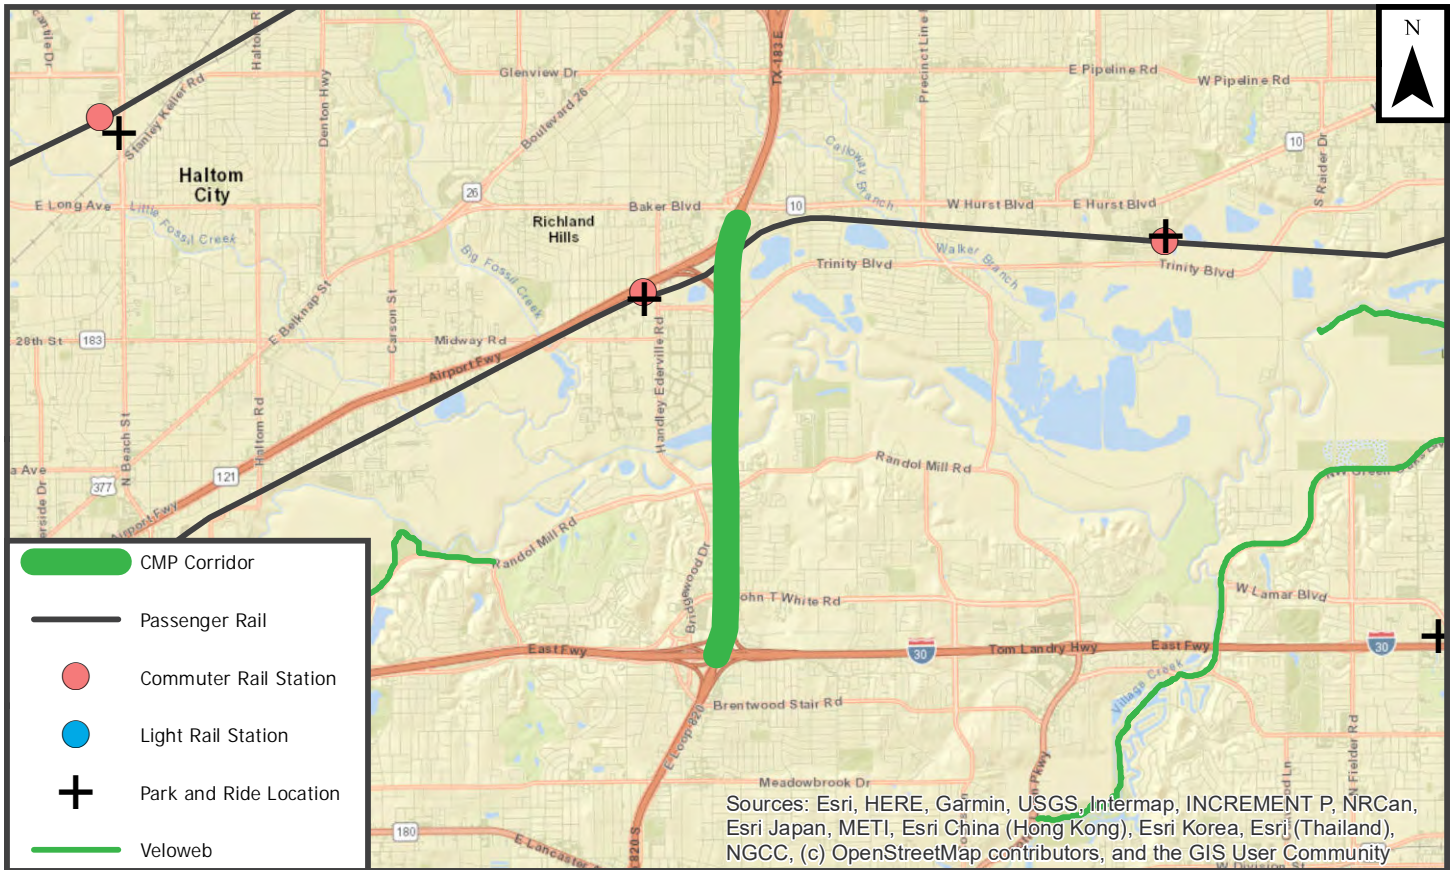 N
TX-183 E
Glenview Dr
E Pipeline Rd
W Pipeline Rd
Precinct Line
Denton Hwy
Stanley Keller Rd
Boulevard 26
Calloway
Branch
10
S Raider Dr
Haltom
City
26
E Long Ave
Little
Fossil Creek
Baker Blvd
10
W Hurst Blvd
E Hurst Blvd
Richland
Hills
Big Fossil Creek
Walker
Branch
Trinity Blvd
Trinity Blvd
28th St
183
E Belknap St
Carson St
Midway Rd
Airport Fwy
Handley Ederville Rd
N Beach St
Haltom Rd
a Ave
377
121
Airport Fwy
Randol Mill Rd
Randol Mill Rd
Bridgewood Dr
ohn T White Rd
W Lamar Blvd
East Fwy
30
Tom Landry Hwy
East Fwy
30
Village Creek
Brentwood Stair Rd
E Loop 820
N Fielder Rd
Meadowbrook Dr
Pkwy
180
E Lancaster
820 S
W Division St
CMP Corridor
Passenger Rail
Commuter Rail Station
Light Rail Station
Park and Ride Location
Veloweb
Sources: Esri, HERE, Garmin, USGS, Intermap, INCREMENT P, NRCan,
Esri Japan, METI, Esri China (Hong Kong), Esri Korea, Esri (Thailand),
NGCC, (c) OpenStreetMap contributors, and the GIS User Community